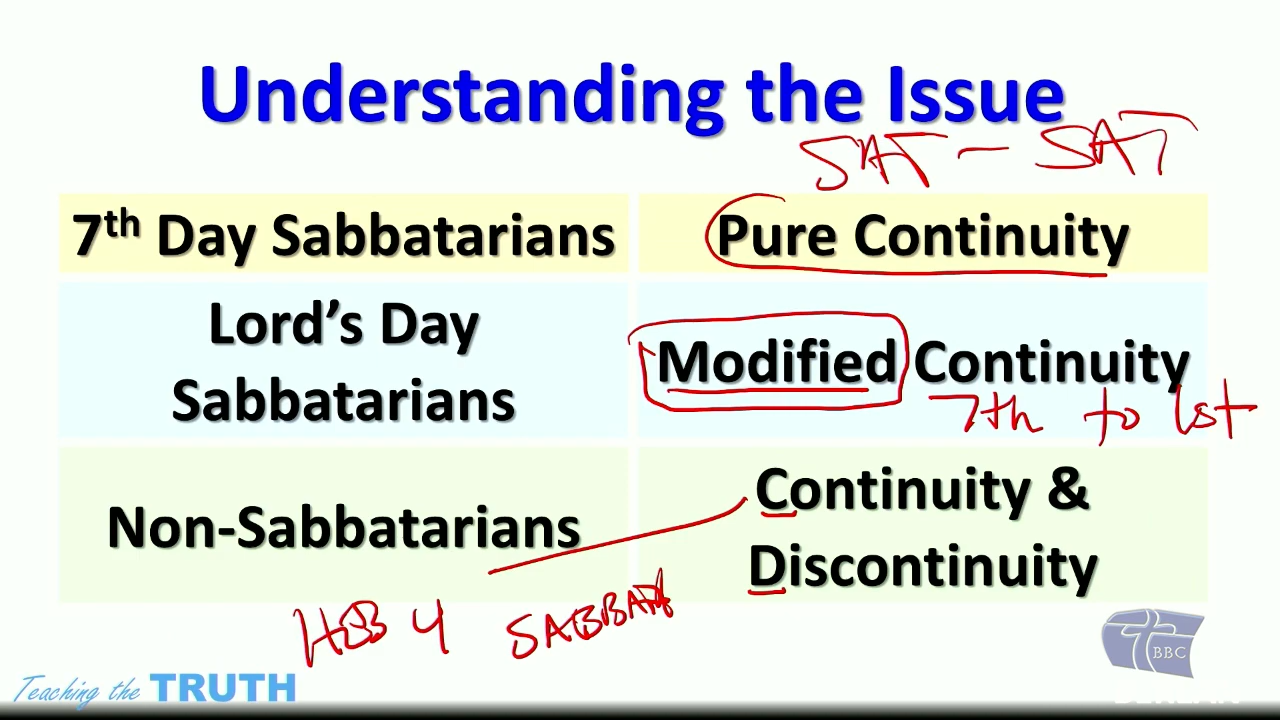 Understanding the Issue
SAT – SAT
7th Day Sabbatarians
Pure Continuity
Lord’s Day
Sabbatarians
Modified Continuity
7th to 1st
Non-Sabbatarians
Continuity &
Discontinuity
HEB 4 SABBATH
BBC
Teaching the TRUTH
BEREAN